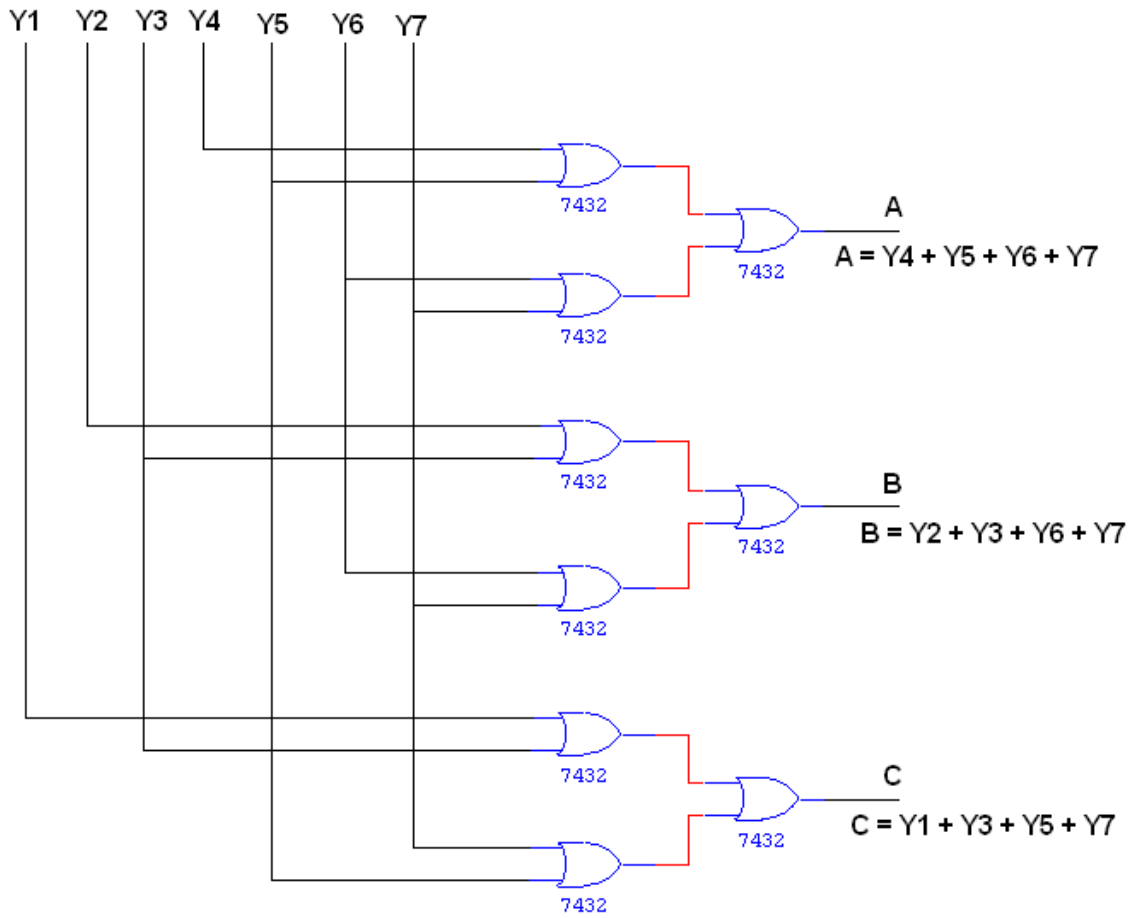 Y1 Y2 Y3 Y4 Y5 Y6 Y7
7432
A
7432
A = Y4 + Y5 + Y6 + Y7
7432
7432
B
B = Y2 + Y3 + Y6 + Y7
7432
7432
7432
C
C = Y1 + Y3 + Y5 + Y7
7432
7432